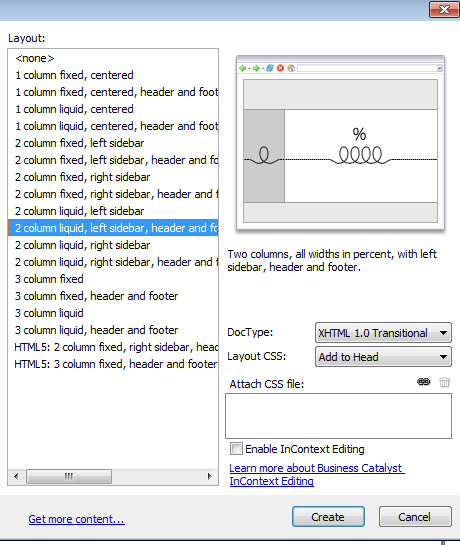 Layout:
<none>
1 column fixed, centered
1 column fixed, centered, header and foot
1 column liquid, centered
1 column liquid, centered, header and foot
2 column fixed, left sidebar
2 column fixed, left sidebar, header and fo
2 column fixed, right sidebar
2 column fixed, right sidebar, header and f
2 column liquid, left sidebar
2 column liquid, left sidebar, header and fo
2 column liquid, right sidebar
2 column liquid, right sidebar, header and
3 column fixed
3 column fixed, header and footer
3 column liquid
3 column liquid, header and footer
HTML5: 2 column fixed, right sidebar, head
HTML5: 3 column fixed, header and footer
%
Two columns, all widths in percent, with left
sidebar, header and footer.
DocType: XHTML 1.0 Transitional
Layout CSS: Add to Head
Attach CSS file:
Enable InContext Editing
Learn more about Business Catalyst
InContext Editing
Get more content...
Create
Cancel